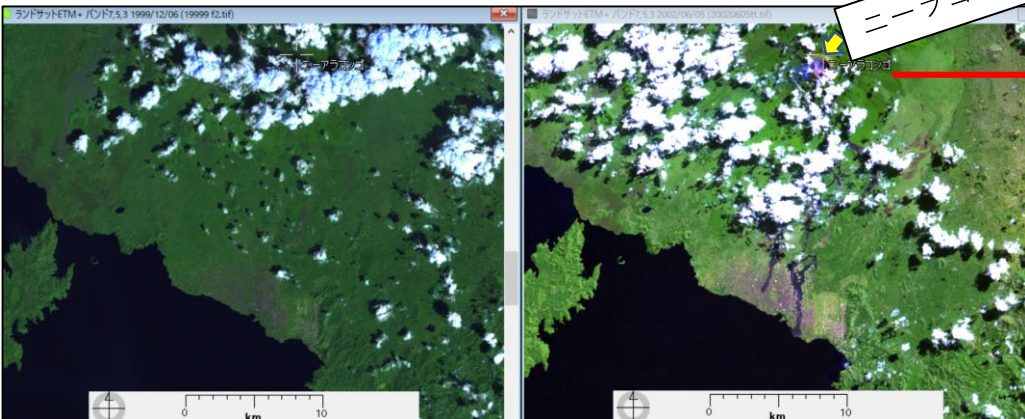 ランドサットETM+ バンド7,5,3 1999/12/06 (19999 f2.tif)
ニーアラゴンゴ
0 10
km
ランドサットETM+ バンド7,5,3 2002/06/05 (20020605tt.tif)
ニーアラゴンゴ
0 10
km